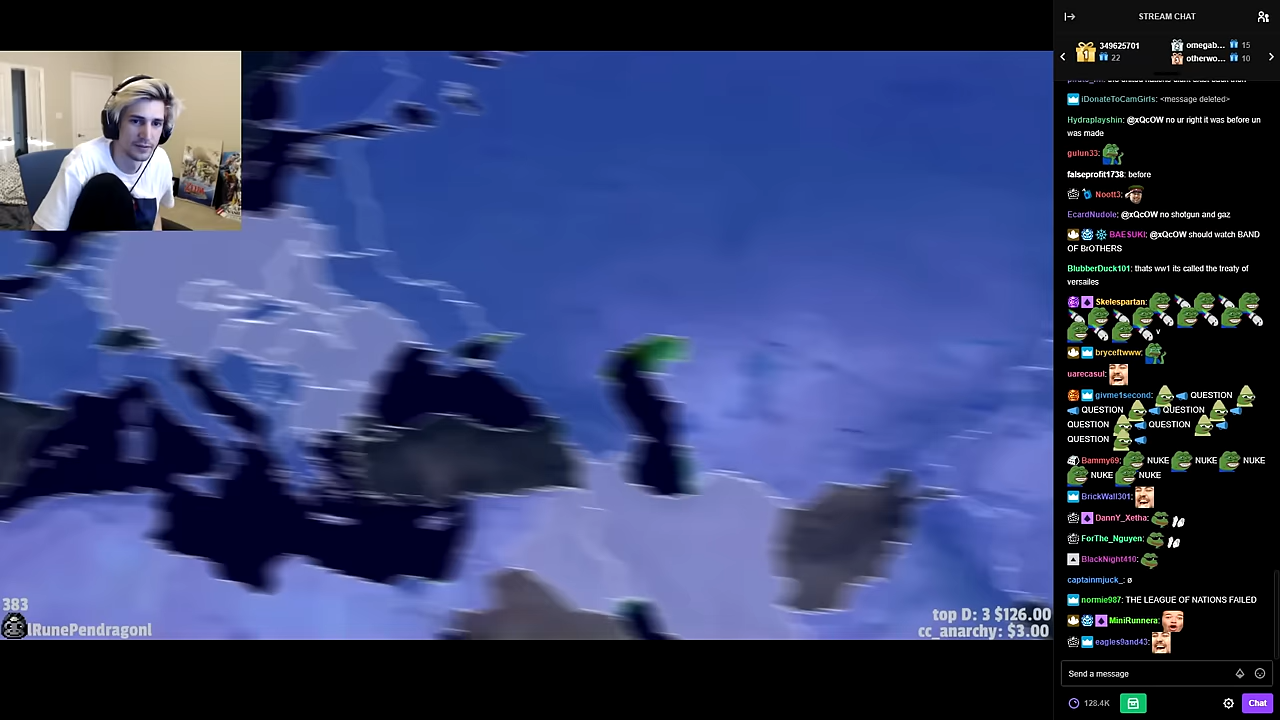 STREAM CHAT
349625701
22
omegab... 15
otherwo... 10
iDonateToCamGirls: <message deleted>
Hydraplayshin: @xQcOW no ur right it was before un
was made
gulun33:
falseprofit1738: before
Noott3:
EcardNudole: @xQcOW no shotgun and gaz
BAESUKI: @xQcOW should watch BAND
OF BrOTHERS
BlubberDuck101: thats ww1 its called the treaty of
versailes
Skelespartan:
v
bryceftwww:
uarecasul:
givme1second: QUESTION
QUESTION QUESTION
QUESTION QUESTION
QUESTION
Bammy69: NUKE NUKE NUKE
NUKE NUKE
BrickWall301:
DannY_Xetha:
ForThe_Nguyen:
BlackNight410:
captainmjuck_: ø
normie987: THE LEAGUE OF NATIONS FAILED
MiniRunnera:
eagles9and43:
383
lRunePendragonl
top D: 3 $126.00
cc_anarchy: $3.00
Send a message
128.4K
Chat